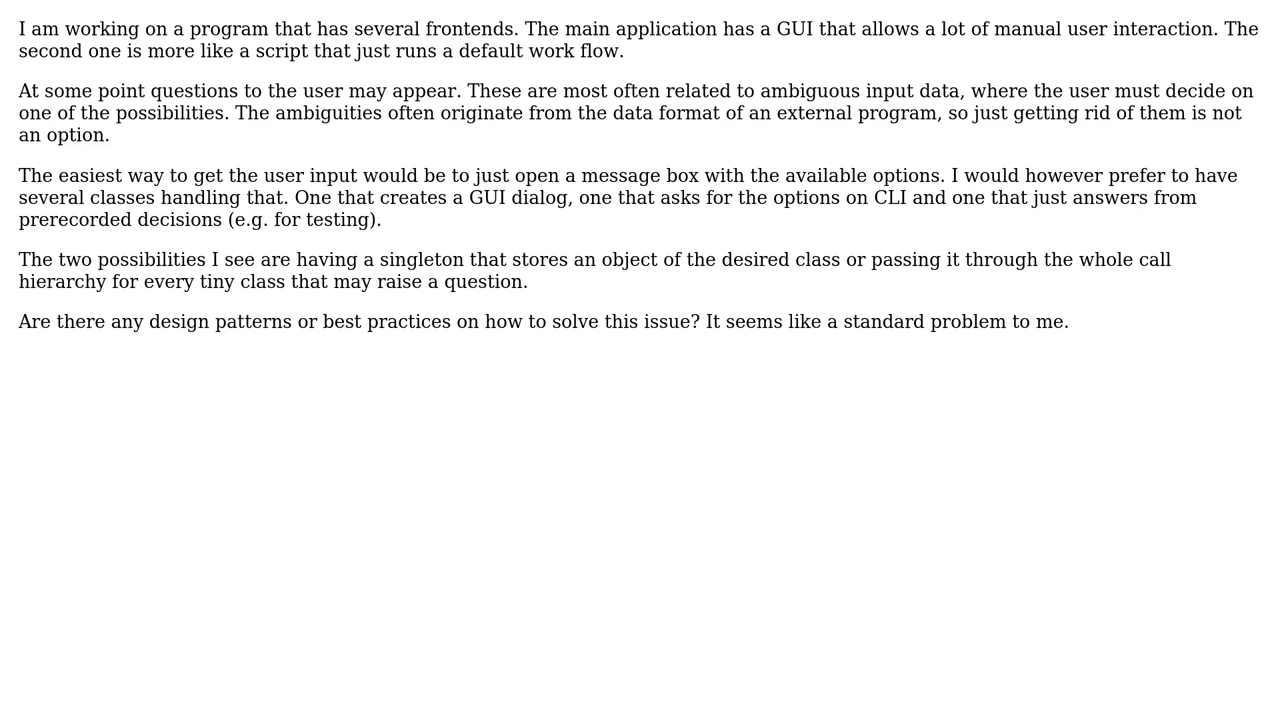 I am working on a program that has several frontends. The main application has a GUI that allows a lot of manual user interaction. The
second one is more like a script that just runs a default work flow.
At some point questions to the user may appear. These are most often related to ambiguous input data, where the user must decide on
one of the possibilities. The ambiguities often originate from the data format of an external program, so just getting rid of them is not
an option.
The easiest way to get the user input would be to just open a message box with the available options. I would however prefer to have
several classes handling that. One that creates a GUI dialog, one that asks for the options on CLI and one that just answers from
prerecorded decisions (e.g. for testing).
The two possibilities I see are having a singleton that stores an object of the desired class or passing it through the whole call
hierarchy for every tiny class that may raise a question.
Are there any design patterns or best practices on how to solve this issue? It seems like a standard problem to me.